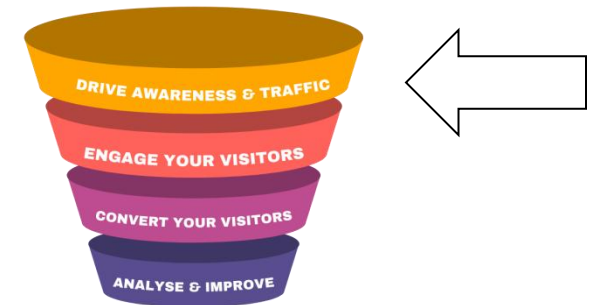 DRIVE AWARENESS & TRAFFIC
ENGAGE YOUR VISITORS
CONVERT YOUR VISITORS
ANALYSE & IMPROVE